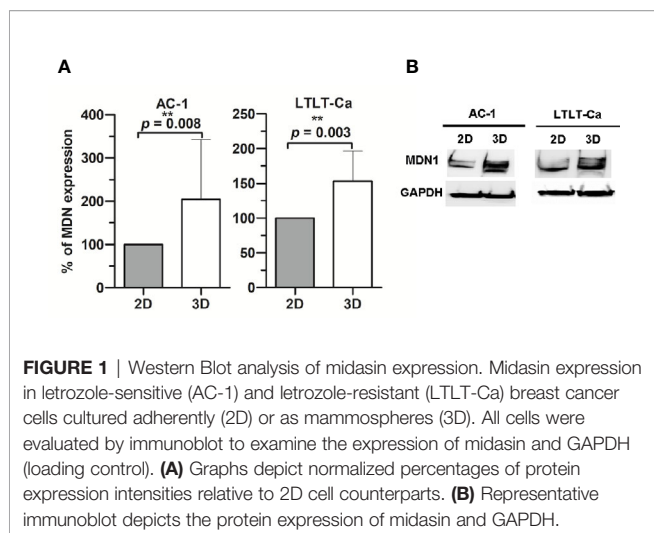 A
B
AC-1
**
p = 0.008
LTLT-Ca
**
p = 0.003
% of MDN expression
400
350
300
200
100
0
2D 3D
250
200
150
100
50
25
0
2D 3D
AC-1 LTLT-Ca
2D 3D 2D 3D
MDN1
GAPDH
FIGURE 1 | Western Blot analysis of midasin expression. Midasin expression
in letrozole-sensitive (AC-1) and letrozole-resistant (LTLT-Ca) breast cancer
cells cultured adherently (2D) or as mammospheres (3D). All cells were
evaluated by immunoblot to examine the expression of midasin and GAPDH
(loading control). (A) Graphs depict normalized percentages of protein
expression intensities relative to 2D cell counterparts. (B) Representative
immunoblot depicts the protein expression of midasin and GAPDH.